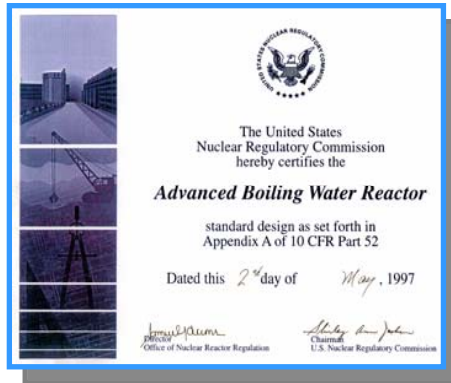 UNITED STATES NUCLEAR REGULATORY COMMISSION
The United States
Nuclear Regulatory Commission
hereby certifies the
Advanced Boiling Water Reactor
standard design as set forth in
Appendix A of 10 CFR Part 52
Dated this 2nd day of May, 1997
Director
Office of Nuclear Reactor Regulation
Chairman
U.S. Nuclear Regulatory Commission